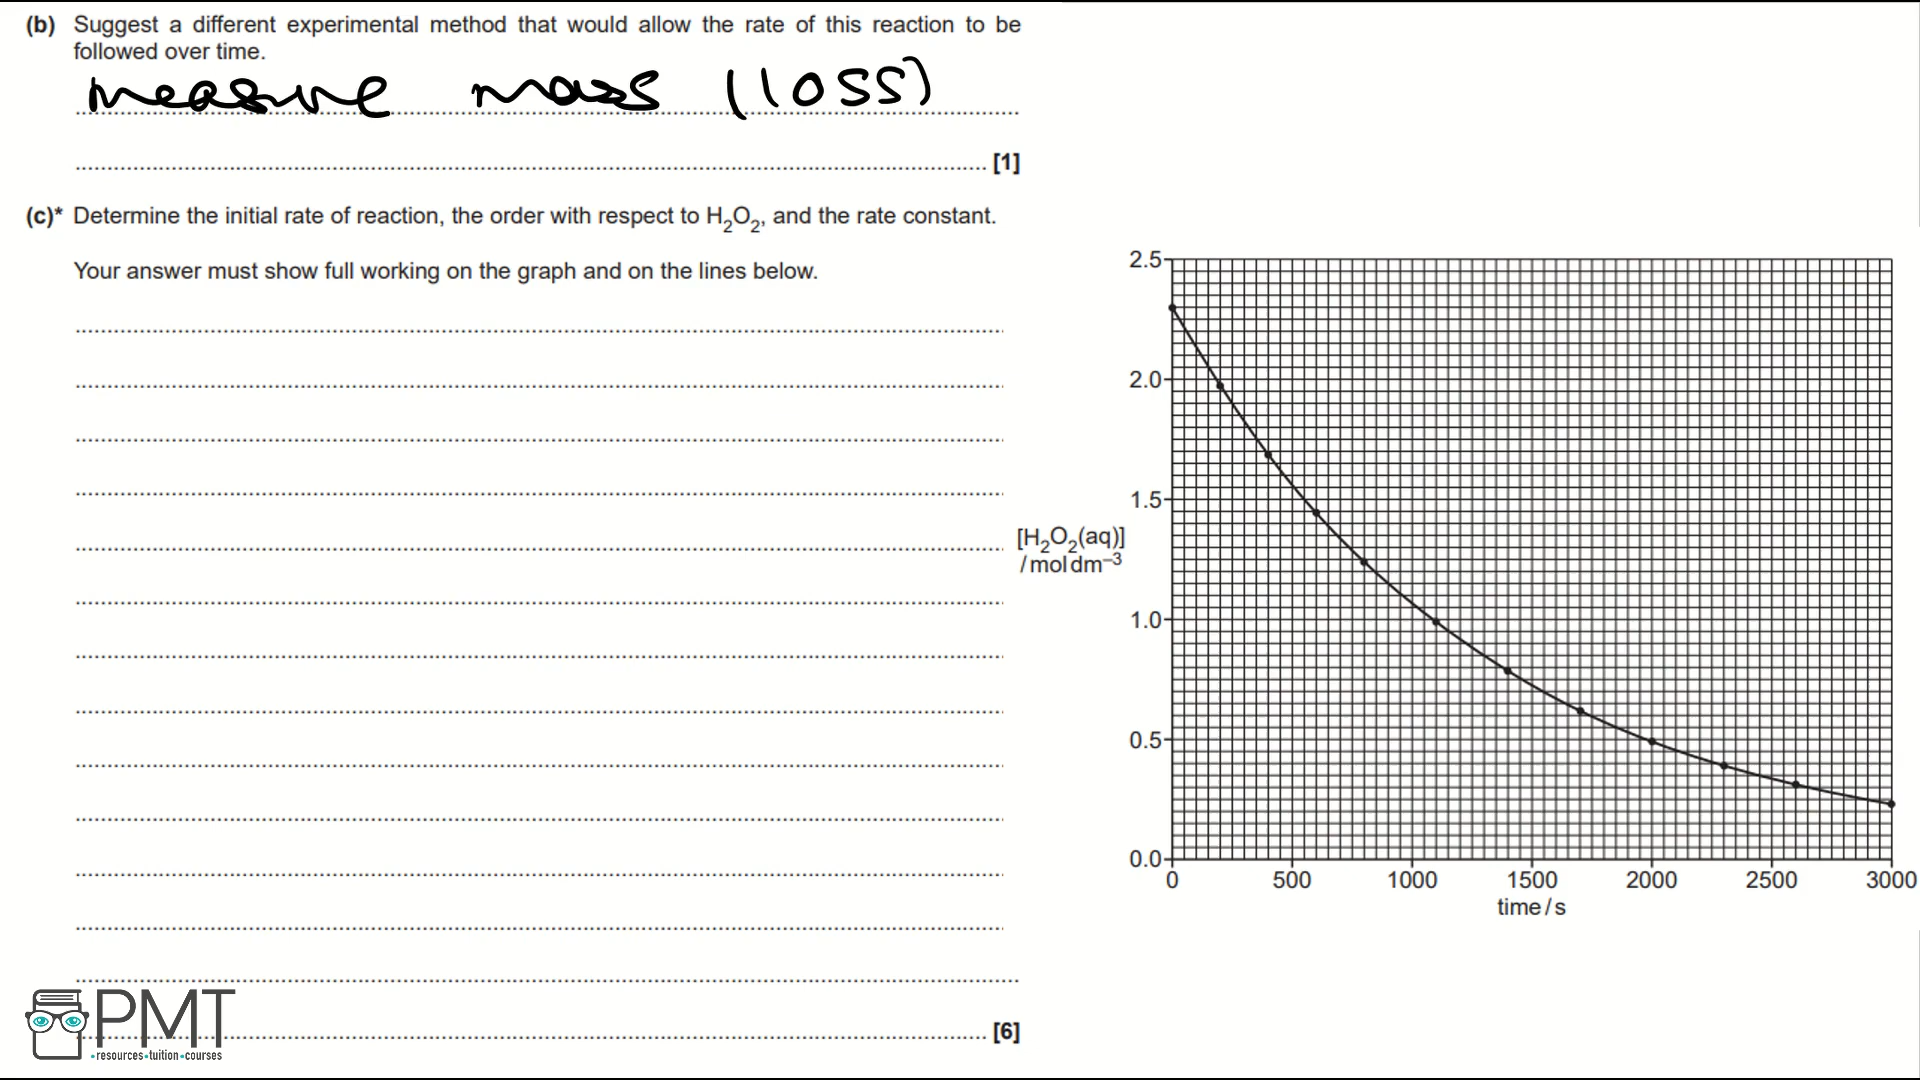 (b) Suggest a different experimental method that would allow the rate of this reaction to be
followed over time.
measure mass (loss)
[1]
(c)* Determine the initial rate of reaction, the order with respect to H₂O₂, and the rate constant.
Your answer must show full working on the graph and on the lines below.
[6]
2.5
2.0
1.5
[H₂O₂(aq)]
/mol dm⁻³
1.0
0.5
0.0
0 500 1000 1500 2000 2500 3000
time/s
PMT
•resources•tuition•courses